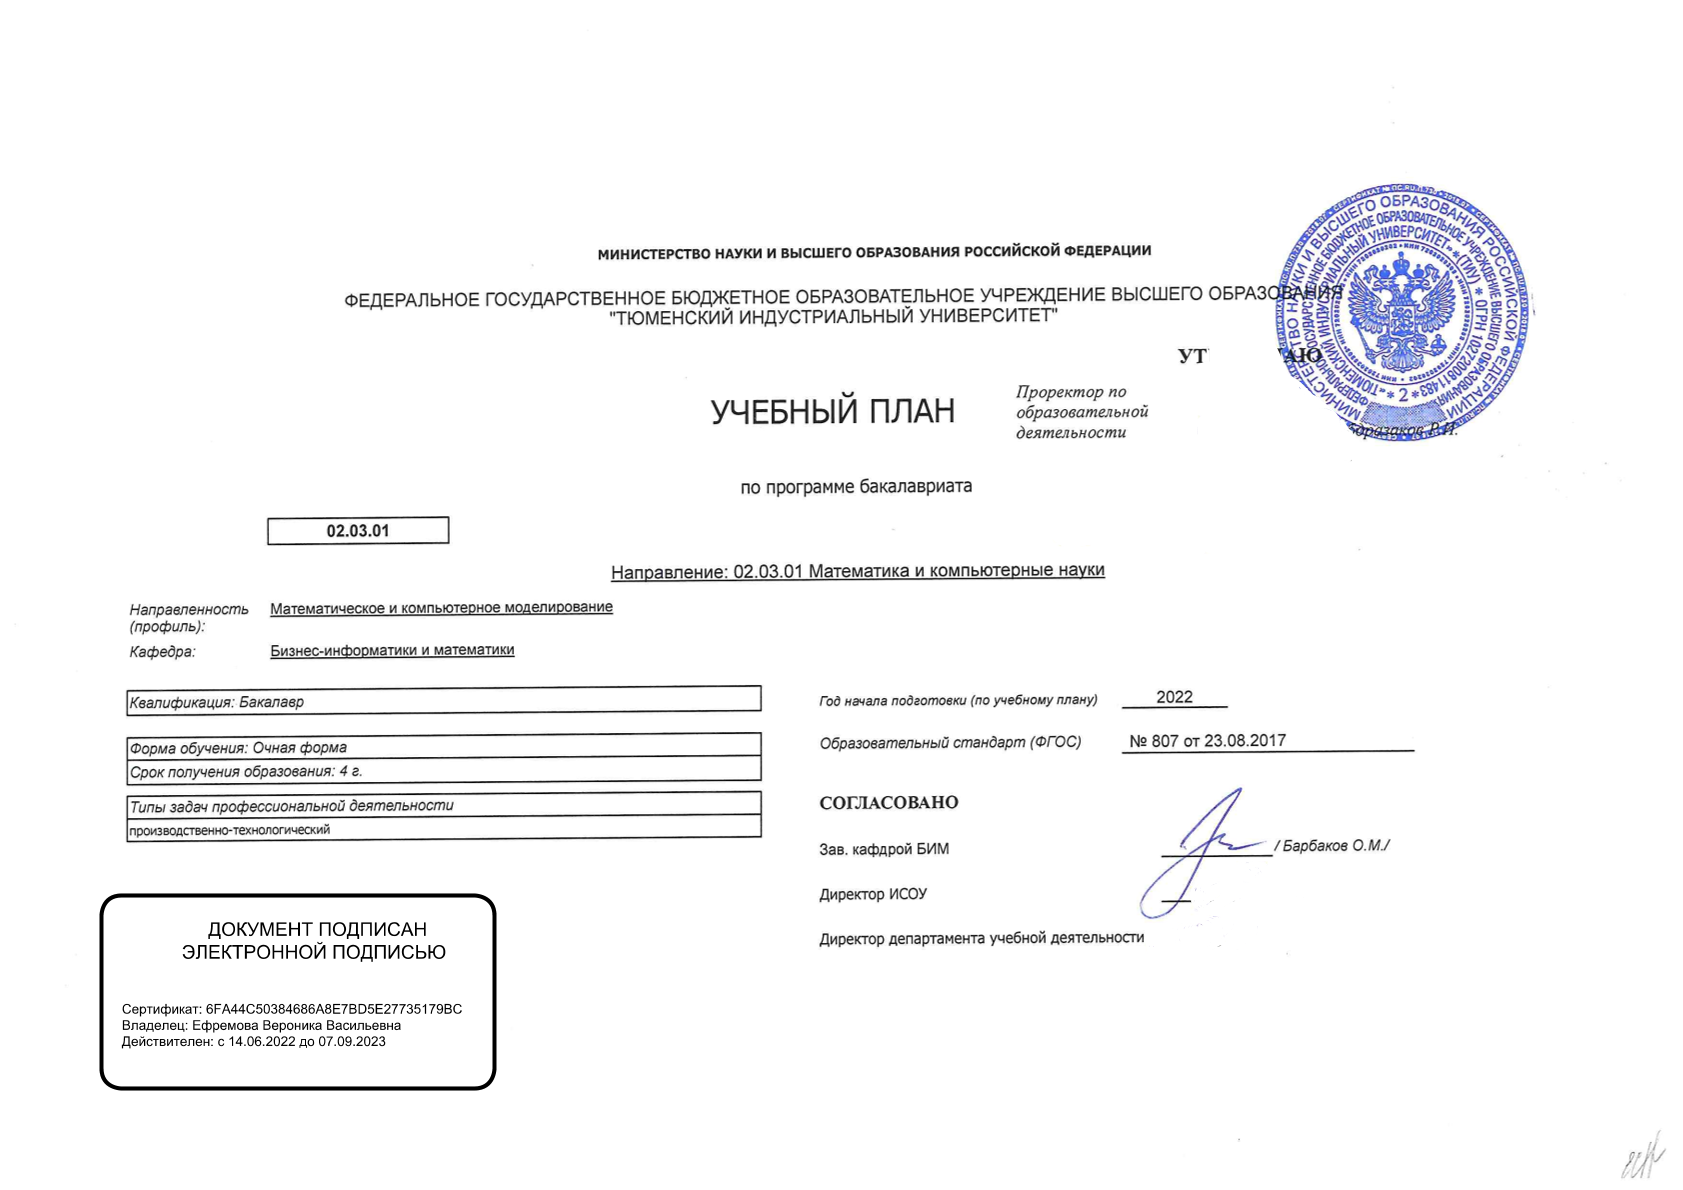 МИНИСТЕРСТВО НАУКИ И ВЫСШЕГО ОБРАЗОВАНИЯ РОССИЙСКОЙ ФЕДЕРАЦИИ
ФЕДЕРАЛЬНОЕ ГОСУДАРСТВЕННОЕ БЮДЖЕТНОЕ ОБРАЗОВАТЕЛЬНОЕ УЧРЕЖДЕНИЕ ВЫСШЕГО ОБРАЗОВАНИЯ
"ТЮМЕНСКИЙ ИНДУСТРИАЛЬНЫЙ УНИВЕРСИТЕТ"
УЧЕБНЫЙ ПЛАН
Проректор по
образовательной
деятельности
Р.И.
по программе бакалавриата
02.03.01
Направление: 02.03.01 Математика и компьютерные науки
Направленность
(профиль):
Математическое и компьютерное моделирование
Кафедра:
Бизнес-информатики и математики
Квалификация: Бакалавр
Форма обучения: Очная форма
Срок получения образования: 4 г.
Типы задач профессиональной деятельности
производственно-технологический
Год начала подготовки (по учебному плану) 2022
Образовательный стандарт (ФГОС) № 807 от 23.08.2017
СОГЛАСОВАНО
Зав. кафдрой БИМ / Барбаков О.М./
Директор ИСОУ
Директор департамента учебной деятельности
ДОКУМЕНТ ПОДПИСАН
ЭЛЕКТРОННОЙ ПОДПИСЬЮ
Сертификат: 6FA44C50384686A8E7BD5E27735179BC
Владелец: Ефремова Вероника Васильевна
Действителен: с 14.06.2022 до 07.09.2023
МИНИСТЕРСТВО НАУКИ И ВЫСШЕГО ОБРАЗОВАНИЯ РОССИЙСКОЙ ФЕДЕРАЦИИ
ФЕДЕРАЛЬНОЕ ГОСУДАРСТВЕННОЕ БЮДЖЕТНОЕ ОБРАЗОВАТЕЛЬНОЕ УЧРЕЖДЕНИЕ ВЫСШЕГО ОБРАЗОВАНИЯ
«ТЮМЕНСКИЙ ИНДУСТРИАЛЬНЫЙ УНИВЕРСИТЕТ» * (ТИУ) * ОГРН 1027200811483 * 2 *